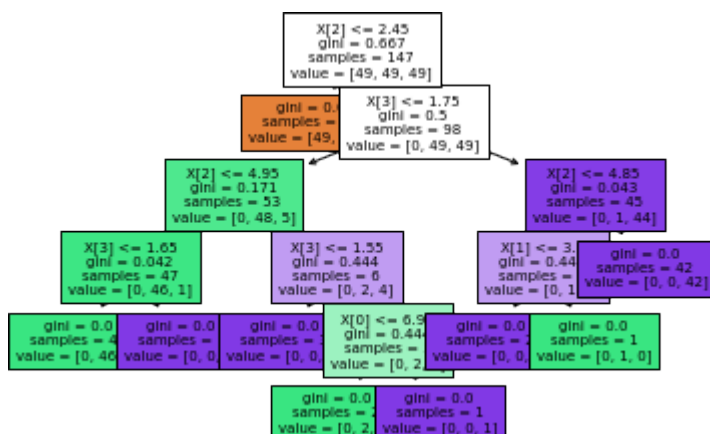 X[2] <= 2.45
gini = 0.667
samples = 147
value = [49, 49, 49]
gini = 0.
samples =
value = [49,
X[3] <= 1.75
gini = 0.5
samples = 98
value = [0, 49, 49]
X[2] <= 4.95
gini = 0.171
samples = 53
value = [0, 48, 5]
X[2] <= 4.85
gini = 0.043
samples = 45
value = [0, 1, 44]
X[3] <= 1.65
gini = 0.042
samples = 47
value = [0, 46, 1]
X[3] <= 1.55
gini = 0.444
samples = 6
value = [0, 2, 4]
X[1] <= 3.
gini = 0.44
samples =
value = [0, 1
gini = 0.0
samples = 42
value = [0, 0, 42]
gini = 0.0
samples = 4
value = [0, 46
gini = 0.0
samples =
value = [0, 0,
gini = 0.0
samples =
value = [0, 0,
X[0] <= 6.9
gini = 0.444
samples =
value = [0, 2,
gini = 0.0
samples =
value = [0, 0,
gini = 0.0
samples = 1
value = [0, 1, 0]
gini = 0.0
samples =
value = [0, 2,
gini = 0.0
samples = 1
value = [0, 0, 1]